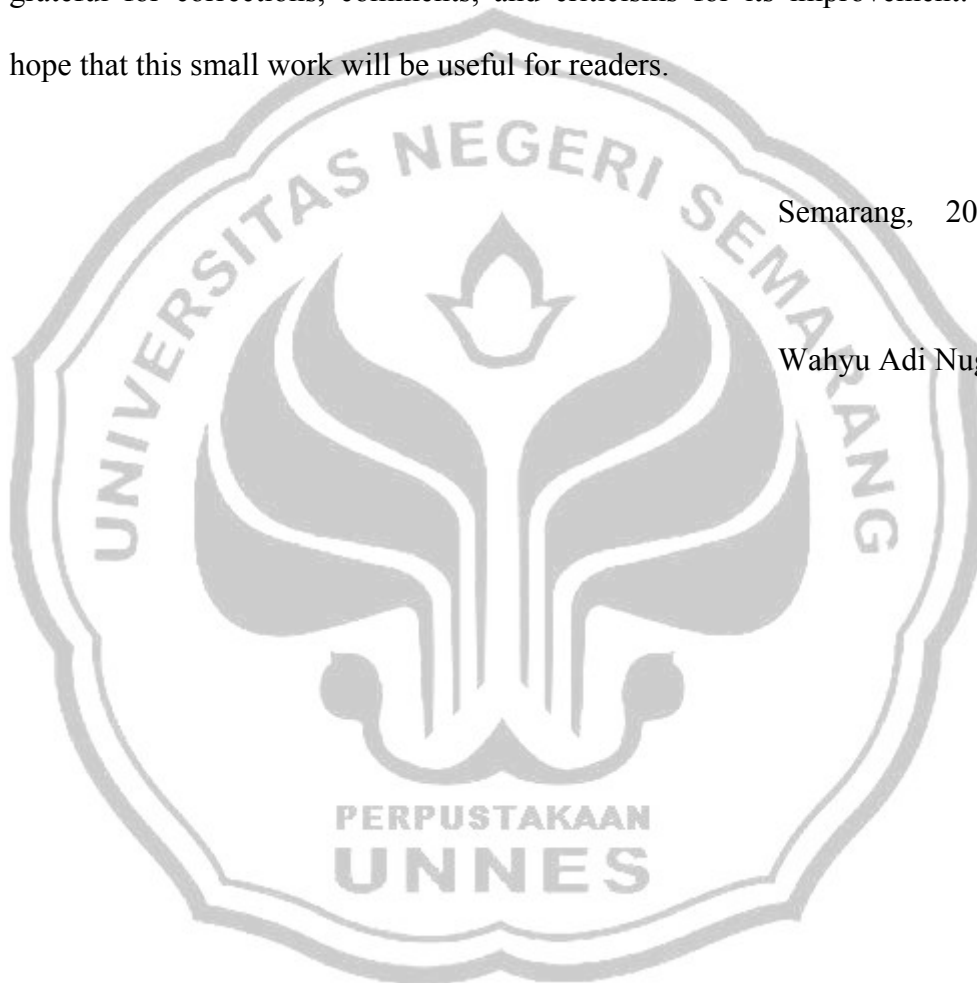 grateful for corrections, comments, and criticisms for its improvement.
hope that this small work will be useful for readers.
UNIVERSITAS NEGERI SEMARANG
Semarang, 20
Wahyu Adi Nug
PERPUSTAKAAN
UNNES